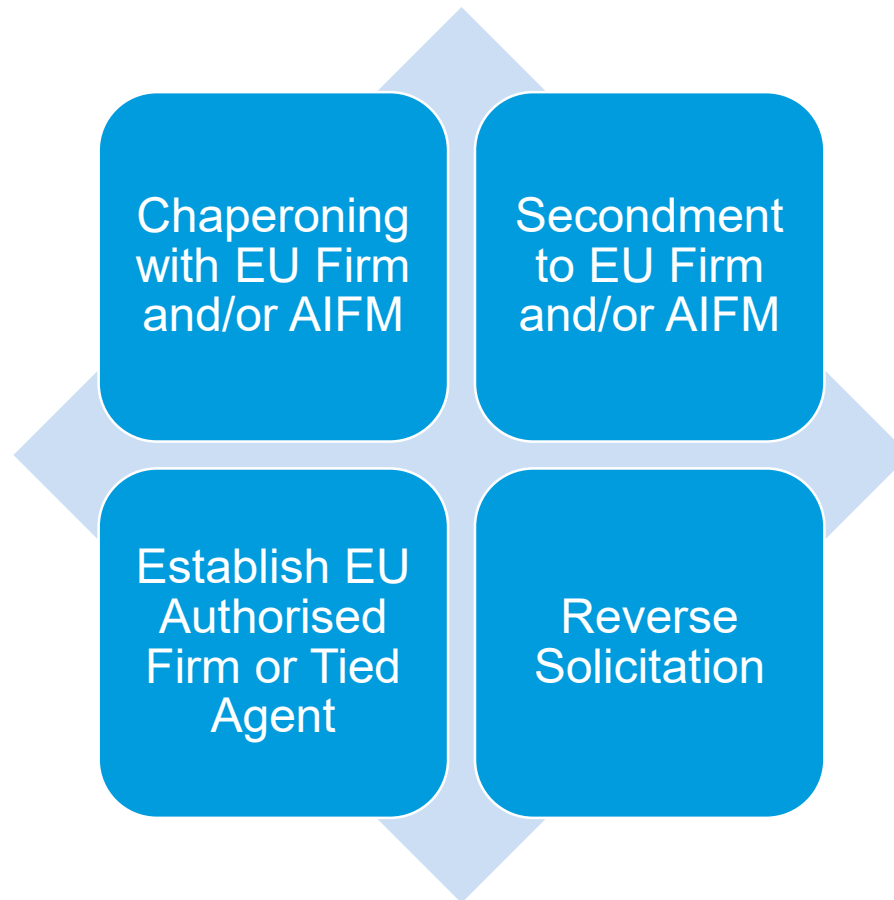 Chaperoning
with EU Firm
and/or AIFM
Secondment
to EU Firm
and/or AIFM
Establish EU
Authorised
Firm or Tied
Agent
Reverse
Solicitation